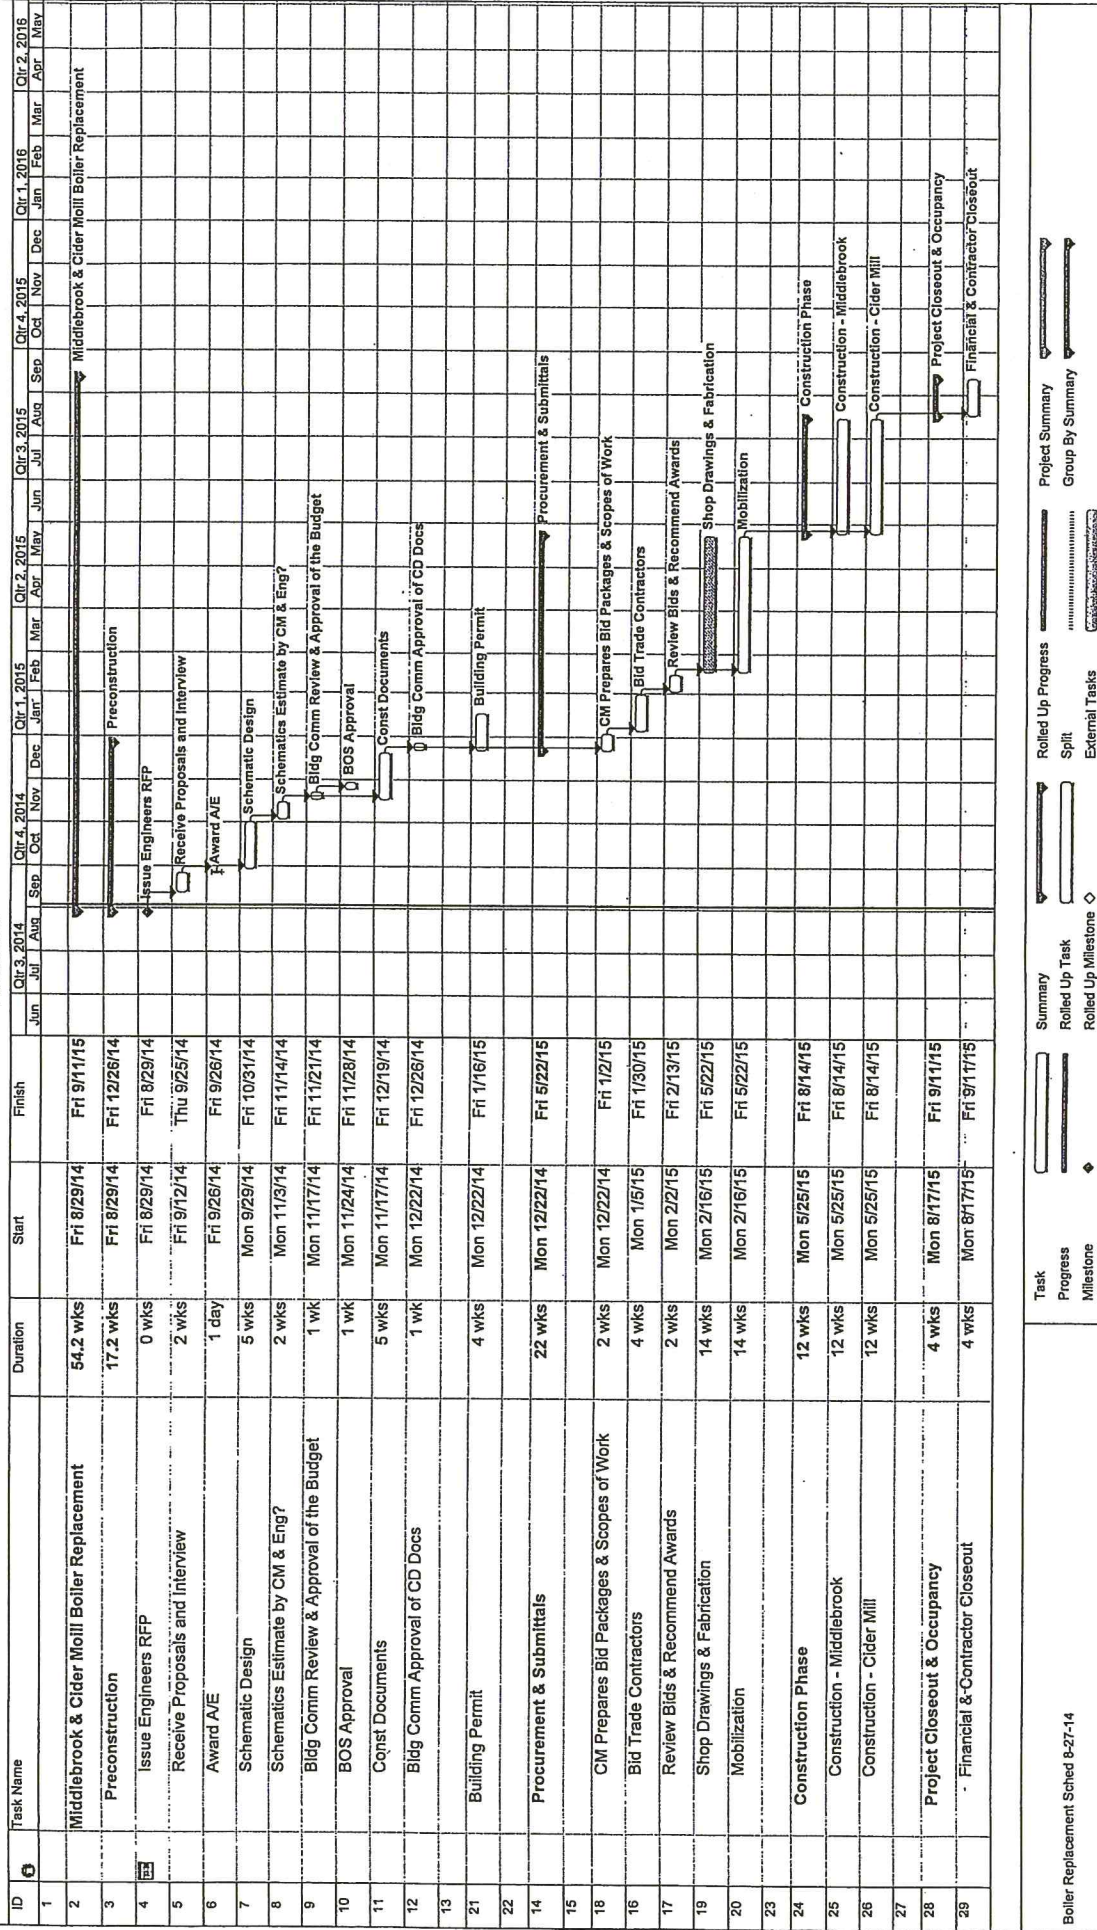 ID Task Name Duration Start Finish
Qtr 3, 2014 Qtr 4, 2014 Qtr 1, 2015 Qtr 2, 2015 Qtr 3, 2015 Qtr 4, 2015 Qtr 1, 2016 Qtr 2, 2016
Jun Jul Aug Sep Oct Nov Dec Jan Feb Mar Apr May Jun Jul Aug Sep Oct Nov Dec Jan Feb Mar Apr May
1
2 Middlebrook & Cider Moill Boiler Replacement 54.2 wks Fri 8/29/14 Fri 9/11/15 Middlebrook & Cider Moill Boiler Replacement
3 Preconstruction 17.2 wks Fri 8/29/14 Fri 12/26/14 Preconstruction
4 Issue Engineers RFP 0 wks Fri 8/29/14 Fri 8/29/14 Issue Engineers RFP
5 Receive Proposals and Interview 2 wks Fri 9/12/14 Thu 9/25/14 Receive Proposals and Interview
6 Award A/E 1 day Fri 9/26/14 Fri 9/26/14 Award A/E
7 Schematic Design 5 wks Mon 9/29/14 Fri 10/31/14 Schematic Design
8 Schematics Estimate by CM & Eng? 2 wks Mon 11/3/14 Fri 11/14/14 Schematics Estimate by CM & Eng?
9 Bldg Comm Review & Approval of the Budget 1 wk Mon 11/17/14 Fri 11/21/14 Bldg Comm Review & Approval of the Budget
10 BOS Approval 1 wk Mon 11/24/14 Fri 11/28/14 BOS Approval
11 Const Documents 5 wks Mon 11/17/14 Fri 12/19/14 Const Documents
12 Bldg Comm Approval of CD Docs 1 wk Mon 12/22/14 Fri 12/26/14 Bldg Comm Approval of CD Docs
13
21 Building Permit 4 wks Mon 12/22/14 Fri 1/16/15 Building Permit
22
14 Procurement & Submittals 22 wks Mon 12/22/14 Fri 5/22/15 Procurement & Submittals
15
18 CM Prepares Bid Packages & Scopes of Work 2 wks Mon 12/22/14 Fri 1/2/15 CM Prepares Bid Packages & Scopes of Work
16 Bid Trade Contractors 4 wks Mon 1/5/15 Fri 1/30/15 Bid Trade Contractors
17 Review Bids & Recommend Awards 2 wks Mon 2/2/15 Fri 2/13/15 Review Bids & Recommend Awards
19 Shop Drawings & Fabrication 14 wks Mon 2/16/15 Fri 5/22/15 Shop Drawings & Fabrication
20 Mobilization 14 wks Mon 2/16/15 Fri 5/22/15 Mobilization
23
24 Construction Phase 12 wks Mon 5/25/15 Fri 8/14/15 Construction Phase
25 Construction - Middlebrook 12 wks Mon 5/25/15 Fri 8/14/15 Construction - Middlebrook
26 Construction - Cider Mill 12 wks Mon 5/25/15 Fri 8/14/15 Construction - Cider Mill
27
28 Project Closeout & Occupancy 4 wks Mon 8/17/15 Fri 9/11/15 Project Closeout & Occupancy
29 Financial & Contractor Closeout 4 wks Mon 8/17/15 Fri 9/11/15 Financial & Contractor Closeout
Boiler Replacement Sched 8-27-14
Task Summary Rolled Up Progress Project Summary
Progress Rolled Up Task Split Group By Summary
Milestone Rolled Up Milestone External Tasks